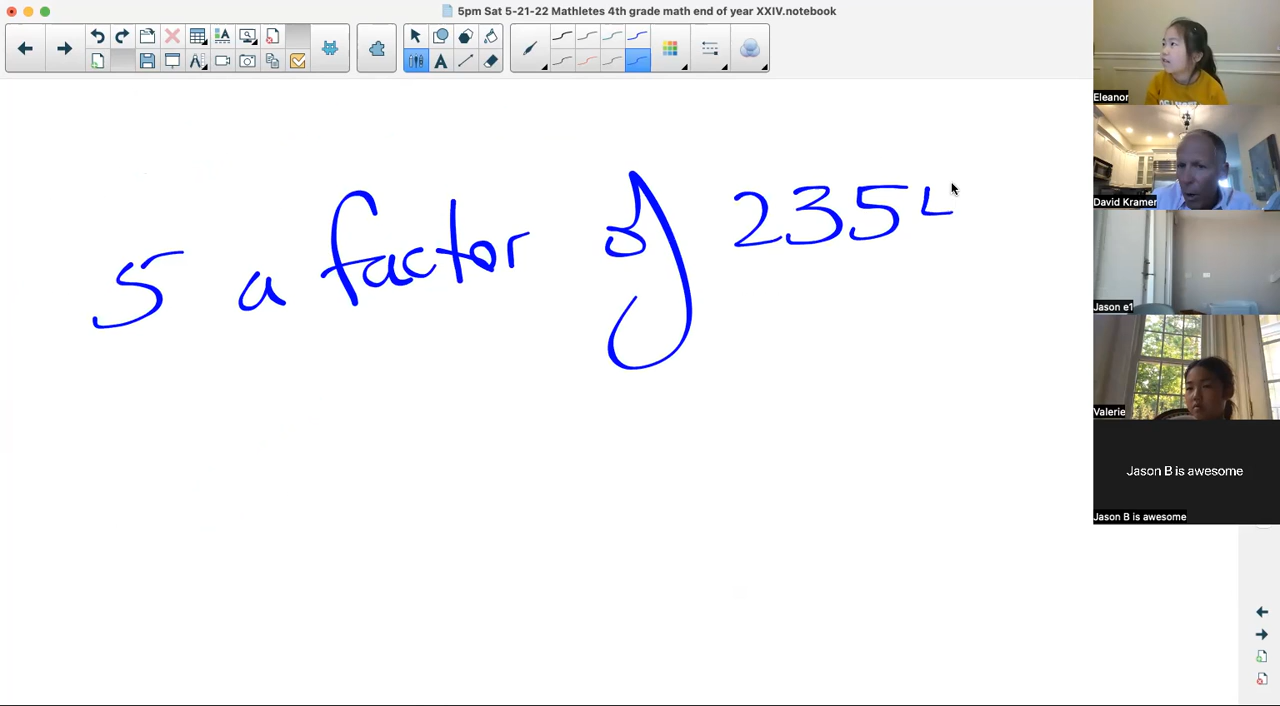 5pm Sat 5-21-22 Mathletes 4th grade math end of year XXIV.notebook
5 a factor of 235
Eleanor
David Kramer
Jason e1
Valerie
Jason B is awesome
Jason B is awesome